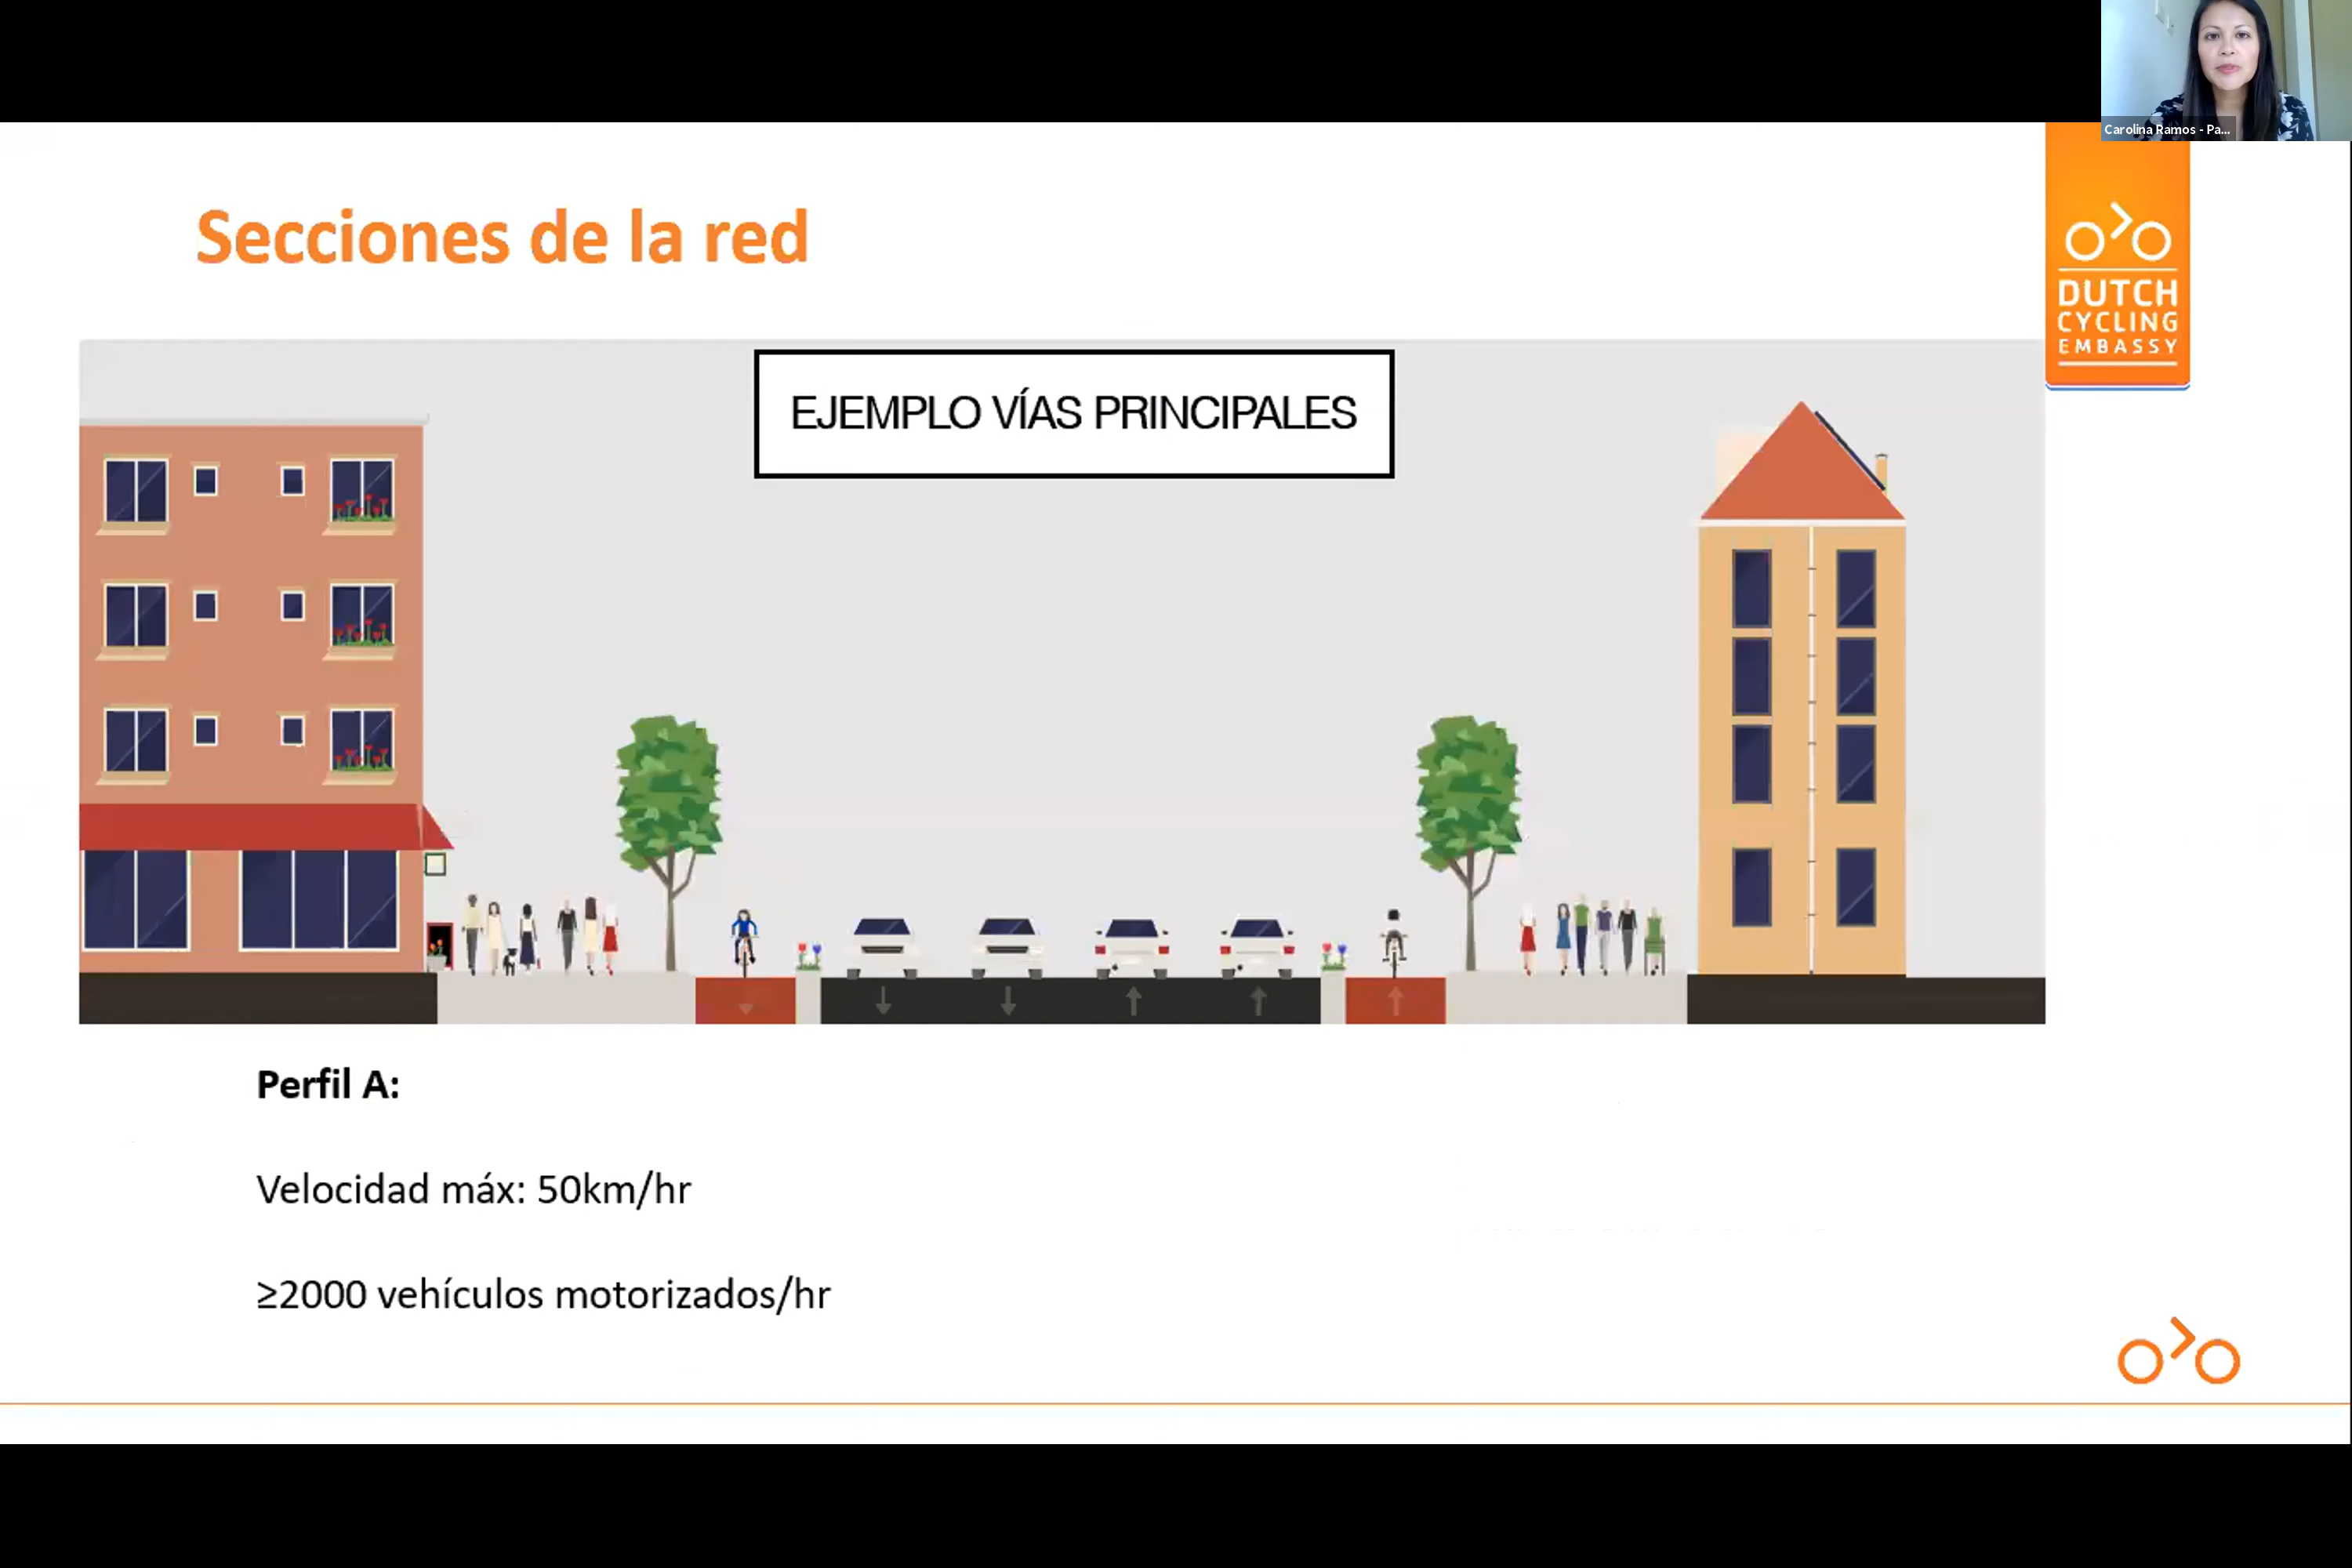 Carolina Ramos - Pa...
Secciones de la red
DUTCH
CYCLING
EMBASSY
EJEMPLO VÍAS PRINCIPALES
Perfil A:
Velocidad máx: 50km/hr
≥2000 vehículos motorizados/hr